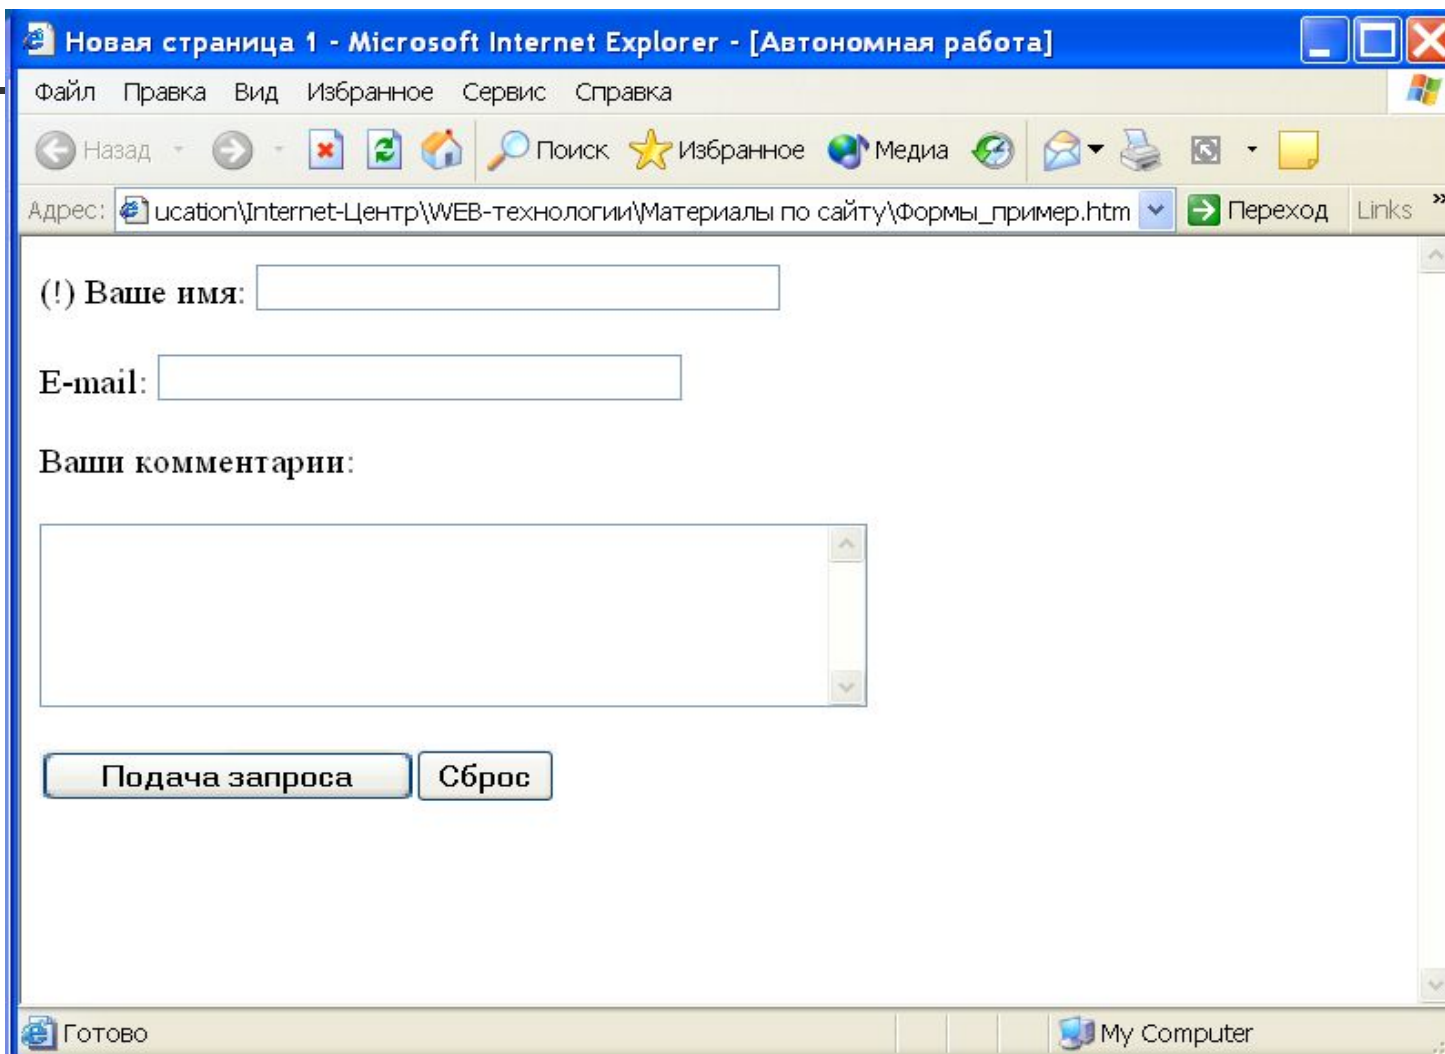 Новая страница 1 - Microsoft Internet Explorer - [Автономная работа]
Файл Правка Вид Избранное Сервис Справка
Назад Поиск Избранное Медиа
Адрес: ucation\Internet-Центр\WEB-технологии\Материалы по сайту\Формы_пример.htm Переход Links »
(!) Ваше имя:
E-mail:
Ваши комментарии:
Подача запроса Сброс
Готово My Computer